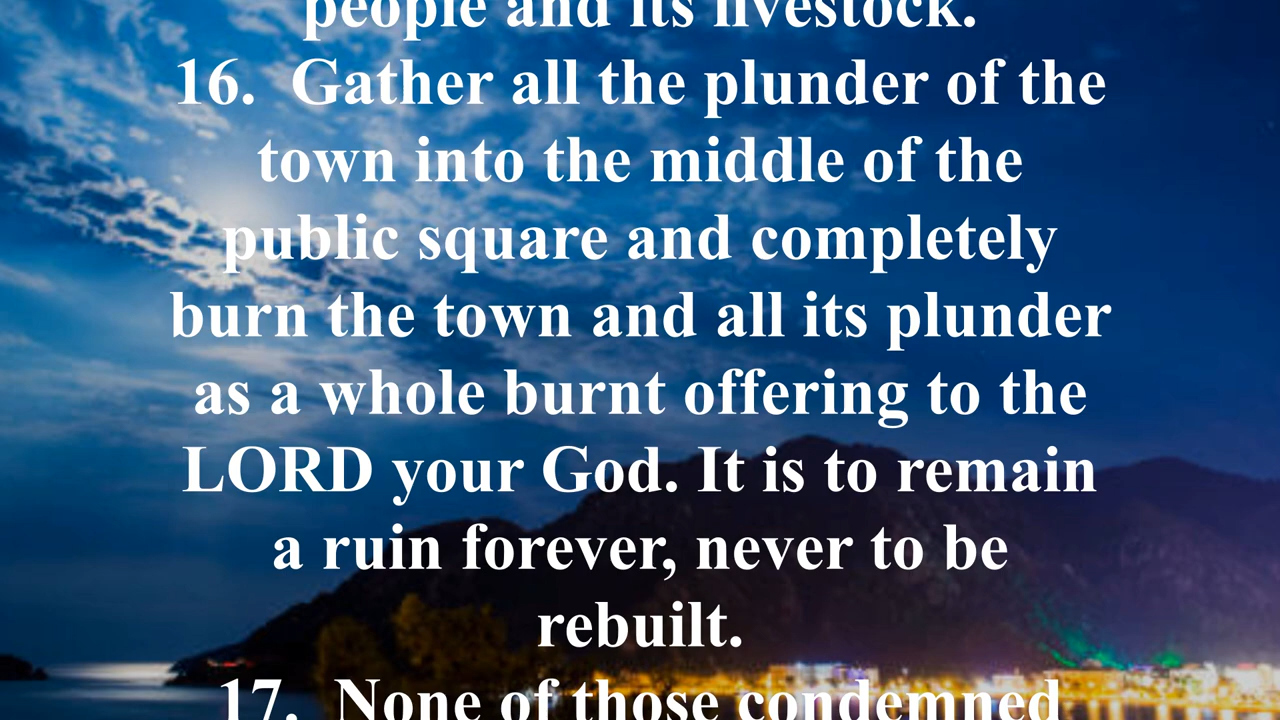 people and its livestock.
16. Gather all the plunder of the
town into the middle of the
public square and completely
burn the town and all its plunder
as a whole burnt offering to the
LORD your God. It is to remain
a ruin forever, never to be
rebuilt.
17. None of those condemned